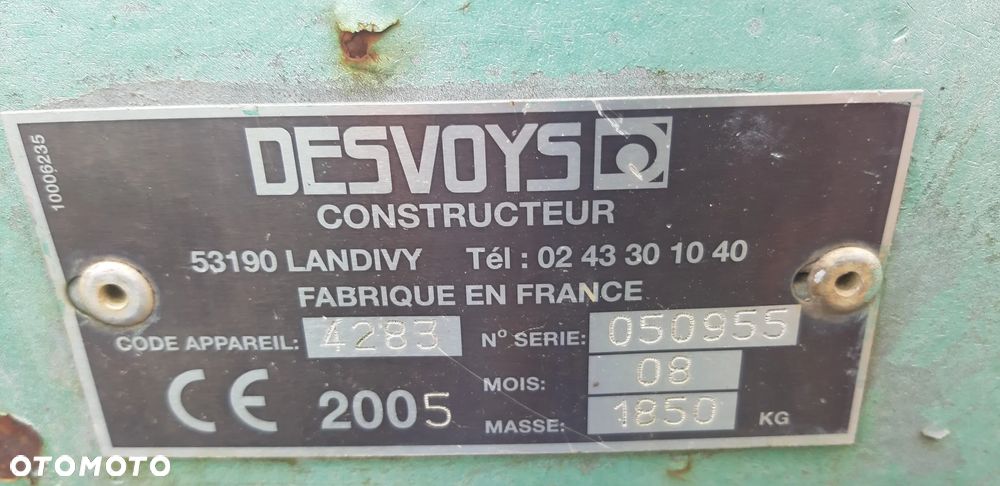 10006235
DESVOYS
CONSTRUCTEUR
53190 LANDIVY Tél : 02 43 30 10 40
FABRIQUE EN FRANCE
CODE APPAREIL: 4283 N° SERIE: 050955
MOIS: 08
CE 2005 MASSE: 1850 KG
OTOMOTO